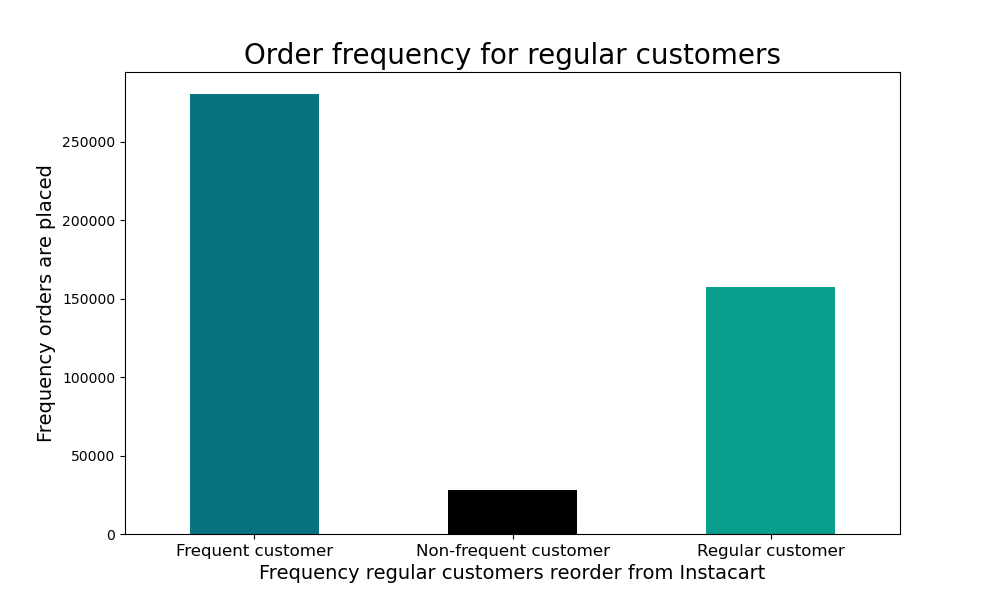 Order frequency for regular customers
Frequency orders are placed
250000
200000
150000
100000
50000
0
Frequent customer Non-frequent customer Regular customer
Frequency regular customers reorder from Instacart